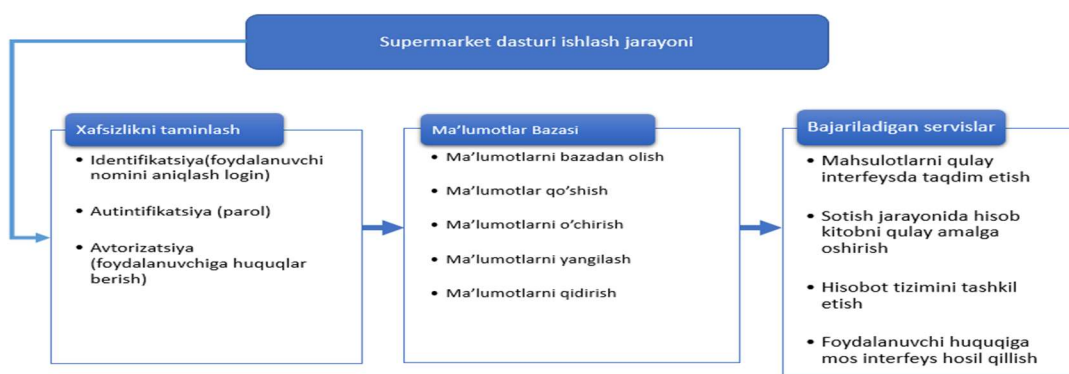 Supermarket dasturi ishlash jarayoni
Xafsizlikni taminlash
• Identifikatsiya(foydalanuvchi
nomini aniqlash login)
• Autintifikatsiya (parol)
• Avtorizatsiya
(foydalanuvchiga huquqlar
berish)
Ma’lumotlar Bazasi
• Ma’lumotlarni bazadan olish
• Ma’lumotlar qo’shish
• Ma’lumotlarni o’chirish
• Ma’lumotlarni yangilash
• Ma’lumotlarni qidirish
Bajariladigan servislar
• Mahsulotlarni qulay
interfeysda taqdim etish
• Sotish jarayonida hisob
kitobni qulay amalga
oshirish
• Hisobot tizimini tashkil
etish
• Foydalanuvchi huquqiga
mos interfeys hosil qillish